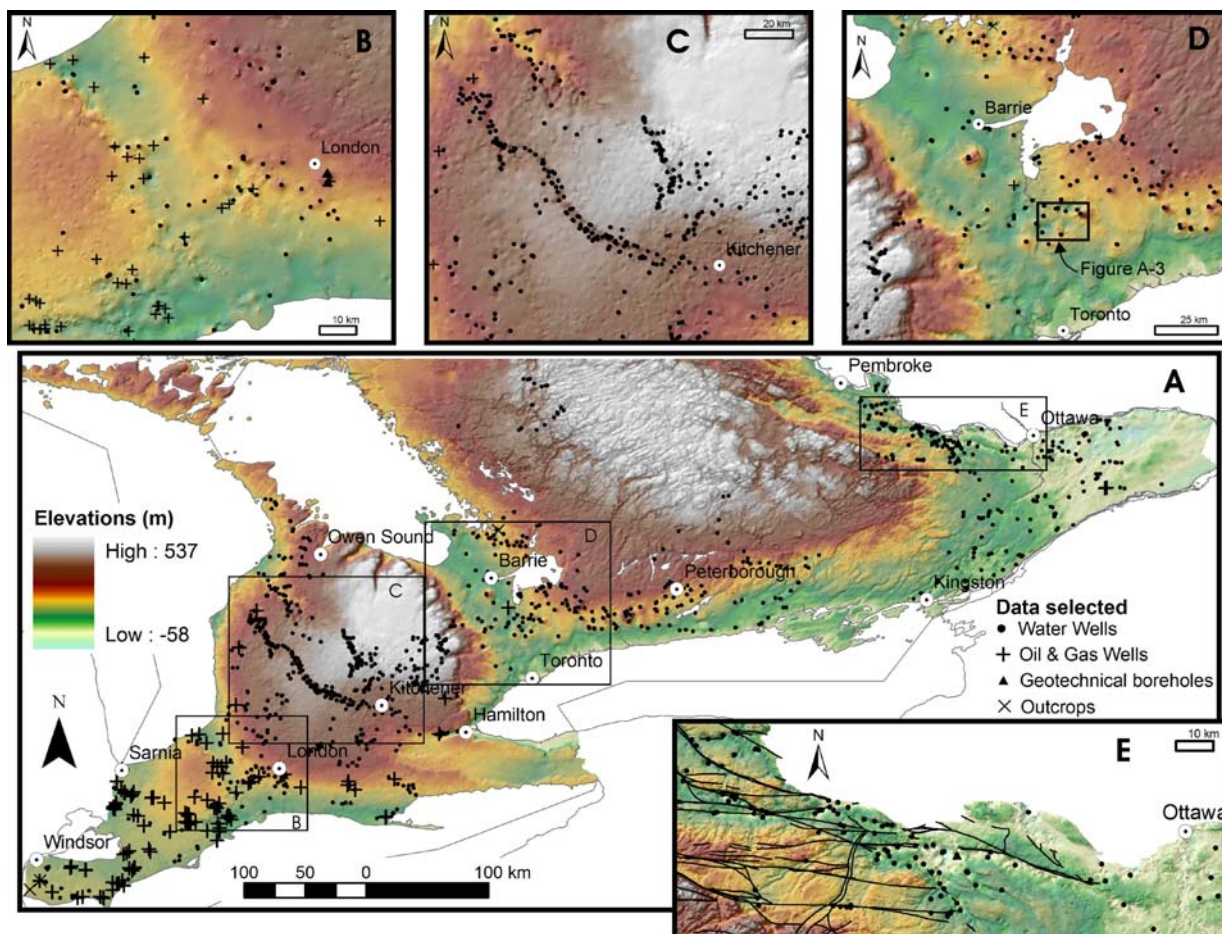 N
B
London
10 km
N
C
20 km
Kitchener
N
D
Barrie
Figure A-3
Toronto
25 km
A
Pembroke
E
Ottawa
Elevations (m)
High : 537
Low : -58
Owen Sound
D
Barrie
Peterborough
Kingston
C
Toronto
Kitchener
Hamilton
N
Sarnia
London
B
Windsor
100 km 0 100 km
Data selected
Water Wells
Oil & Gas Wells
Geotechnical boreholes
Outcrops
N
10 km
E
Ottawa